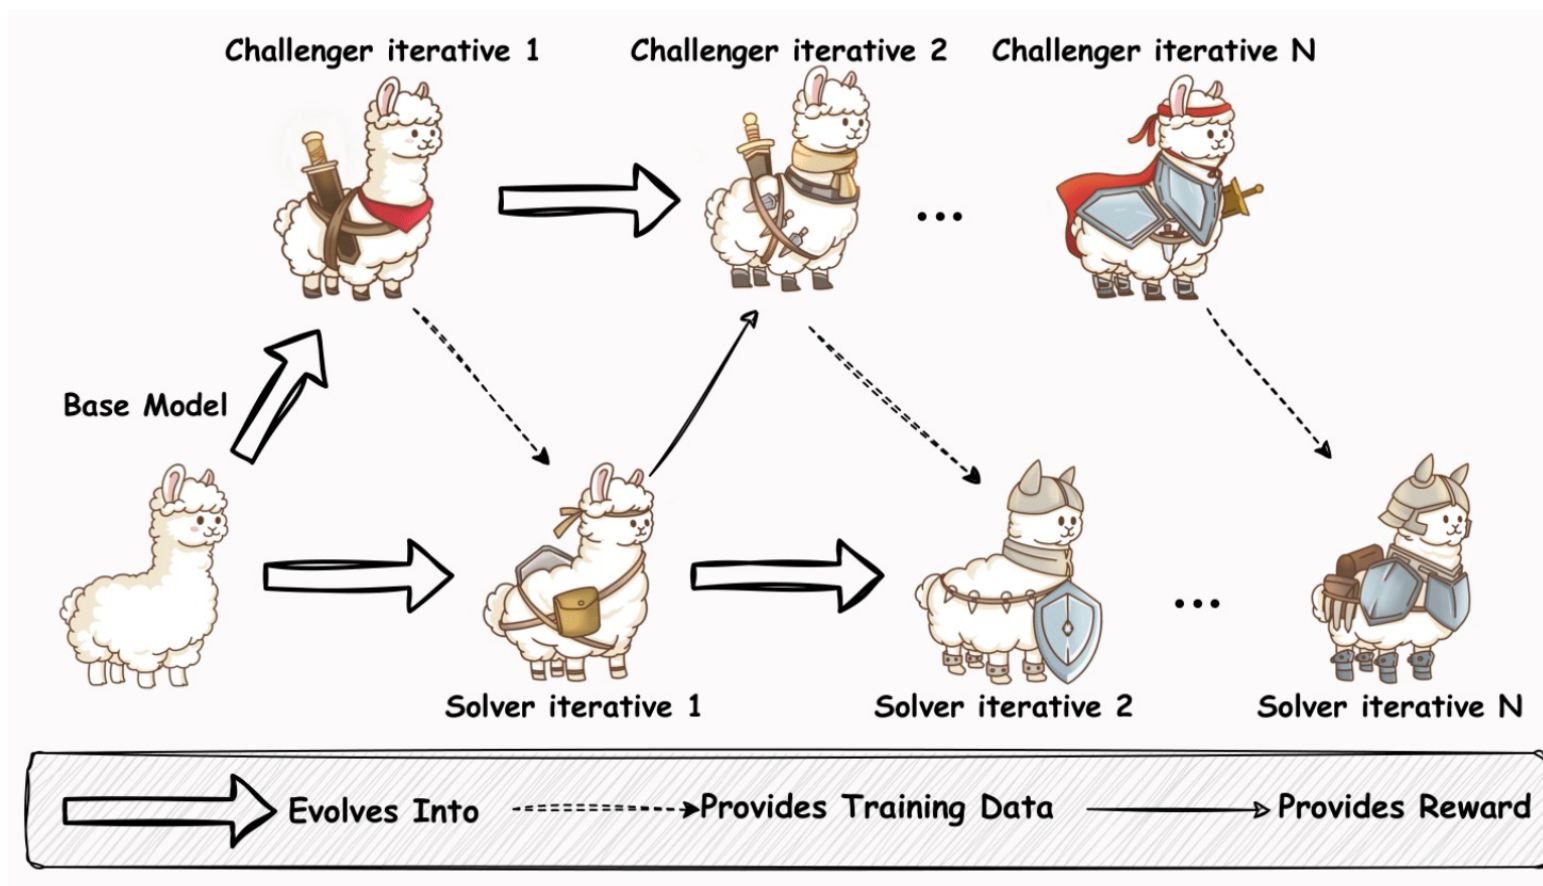 Challenger iterative 1
Challenger iterative 2
Challenger iterative N
...
Base Model
...
Solver iterative 1
Solver iterative 2
Solver iterative N
Evolves Into
Provides Training Data
Provides Reward